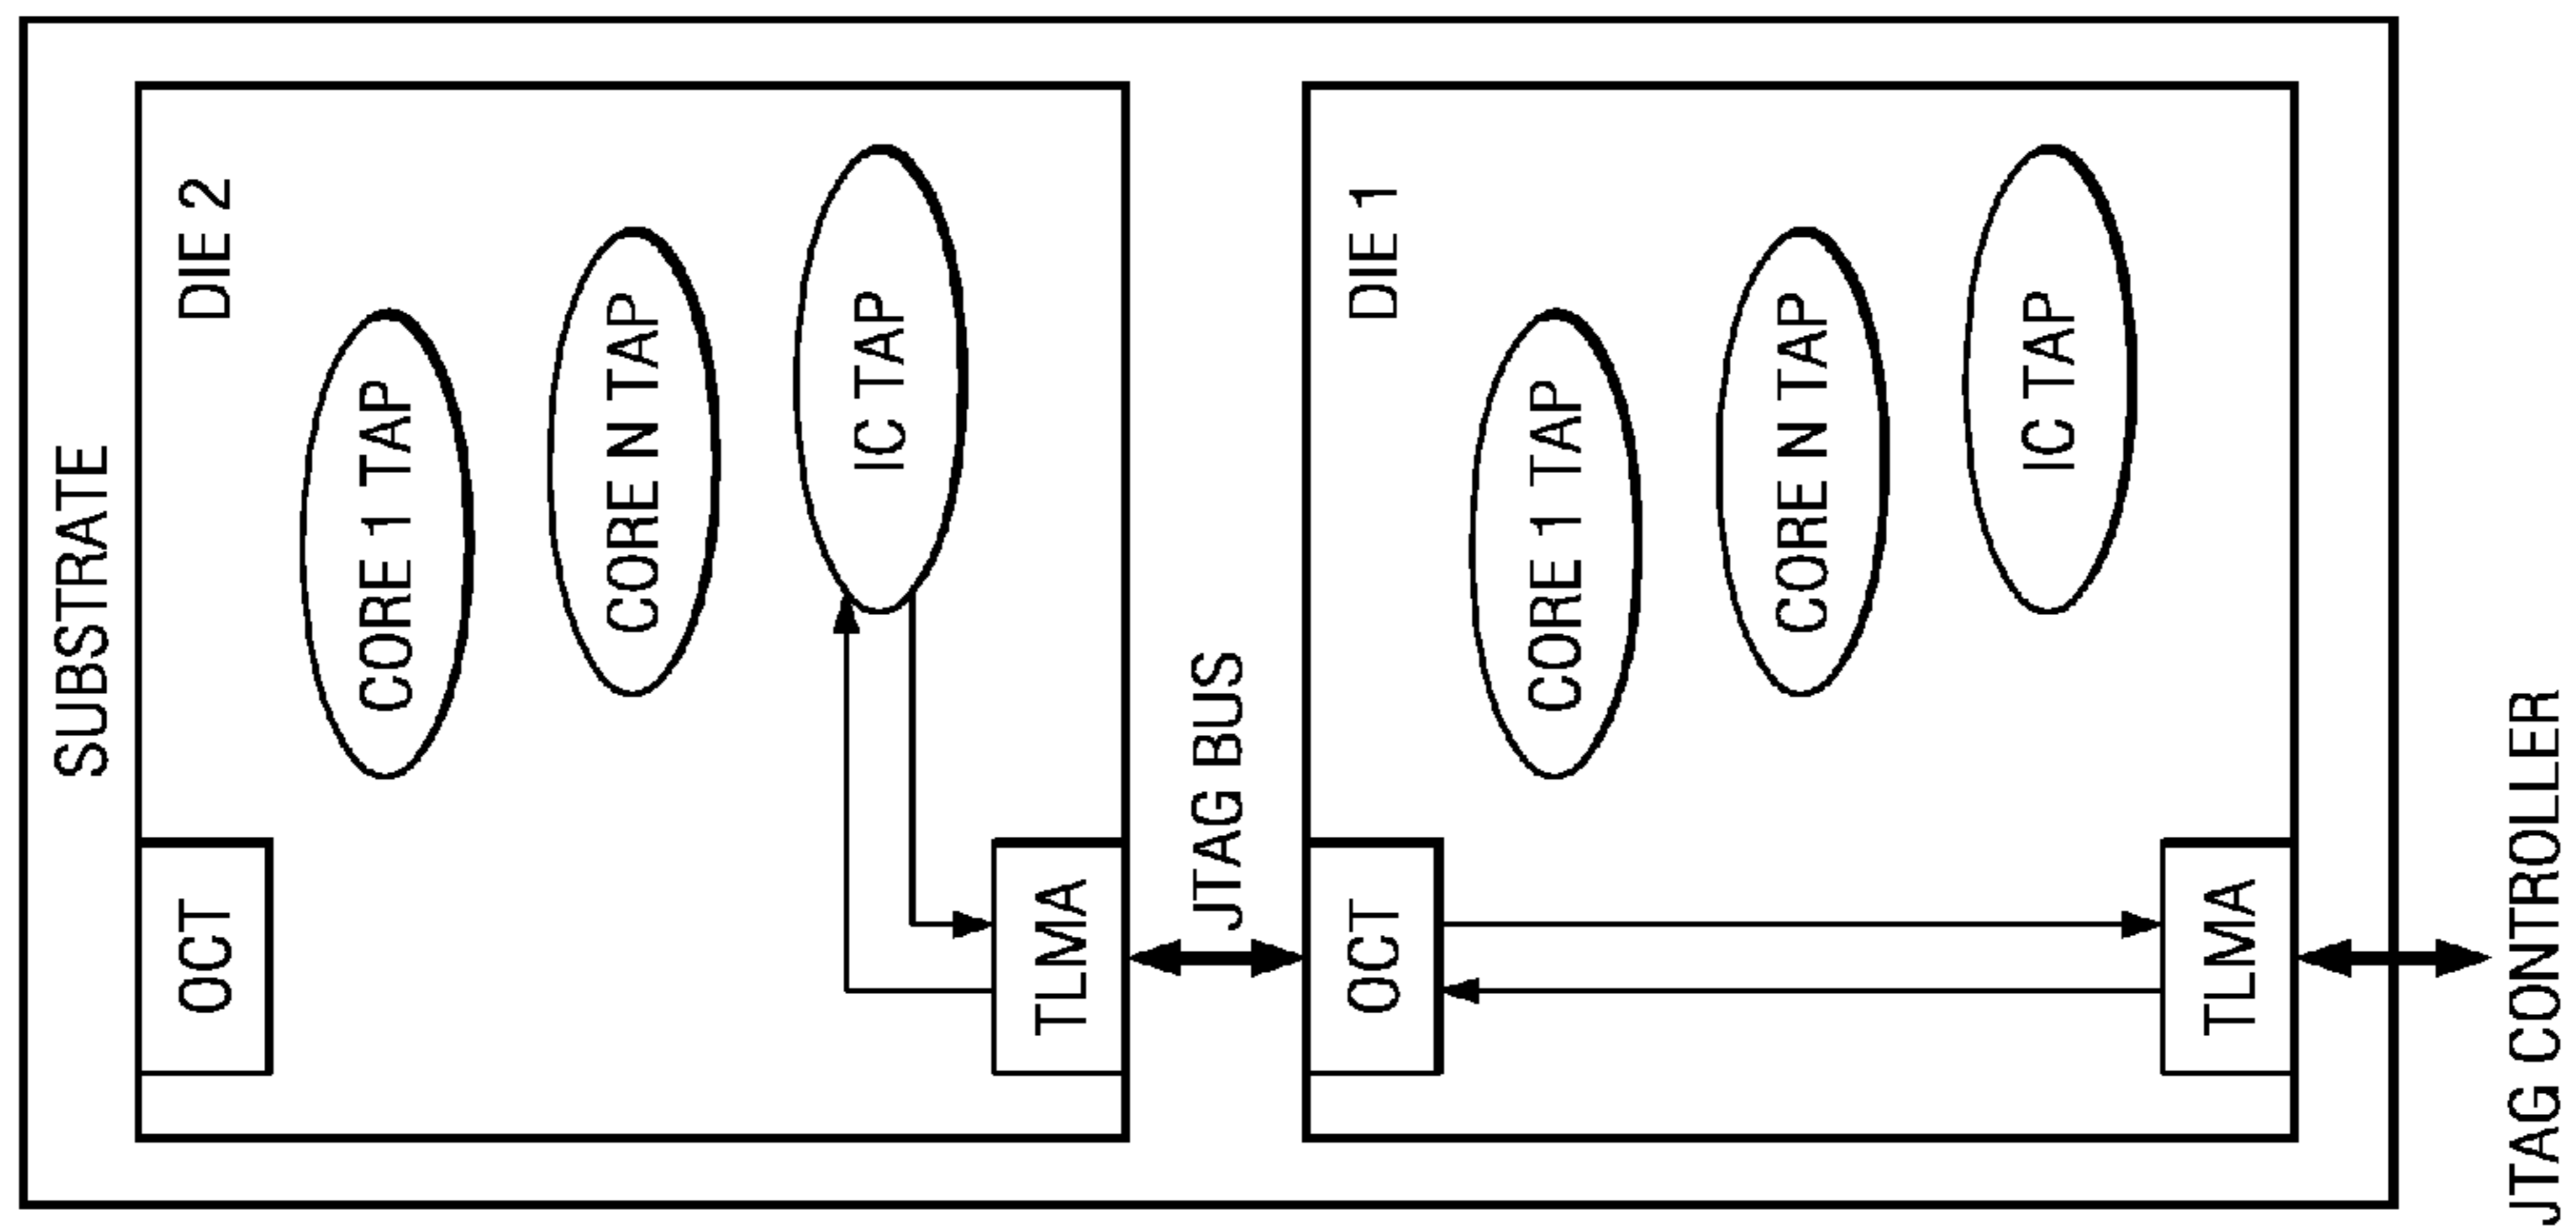 SUBSTRATE
DIE 2
OCT
CORE 1 TAP
CORE N TAP
IC TAP
TLMA
JTAG BUS
DIE 1
OCT
CORE 1 TAP
CORE N TAP
IC TAP
TLMA
JTAG CONTROLLER